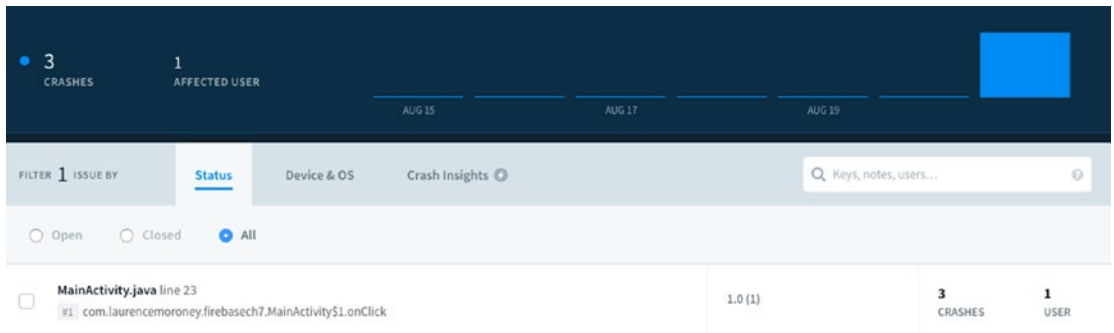 3
CRASHES
1
AFFECTED USER
AUG 15
AUG 17
AUG 19
FILTER 1 ISSUE BY
Status
Device & OS
Crash Insights
Keys, notes, users...
Open
Closed
All
MainActivity.java line 23
#1 com.laurencemoroney.firebasech7.MainActivity$1.onClick
1.0 (1)
3
CRASHES
1
USER